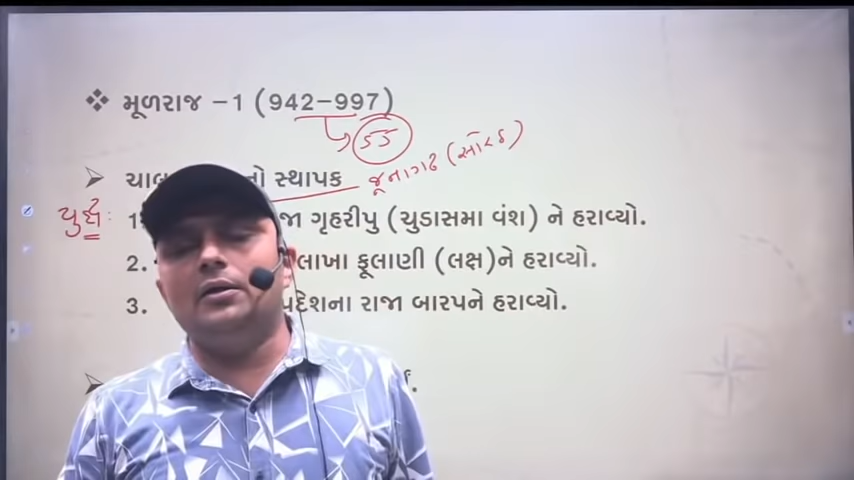 ❖ મૂળરાજ -1 (942-997)
55
જૂનાગઢ (સોરઠ)
➤ ચાવ નો સ્થાપક
યુદ્ધ: 1. જા ગૃહરીપુ (ચુડાસમા વંશ) ને હરાવ્યો.
2. લાખા ફૂલાણી (લક્ષ)ને હરાવ્યો.
3. પ્રદેશના રાજા બારપને હરાવ્યો.